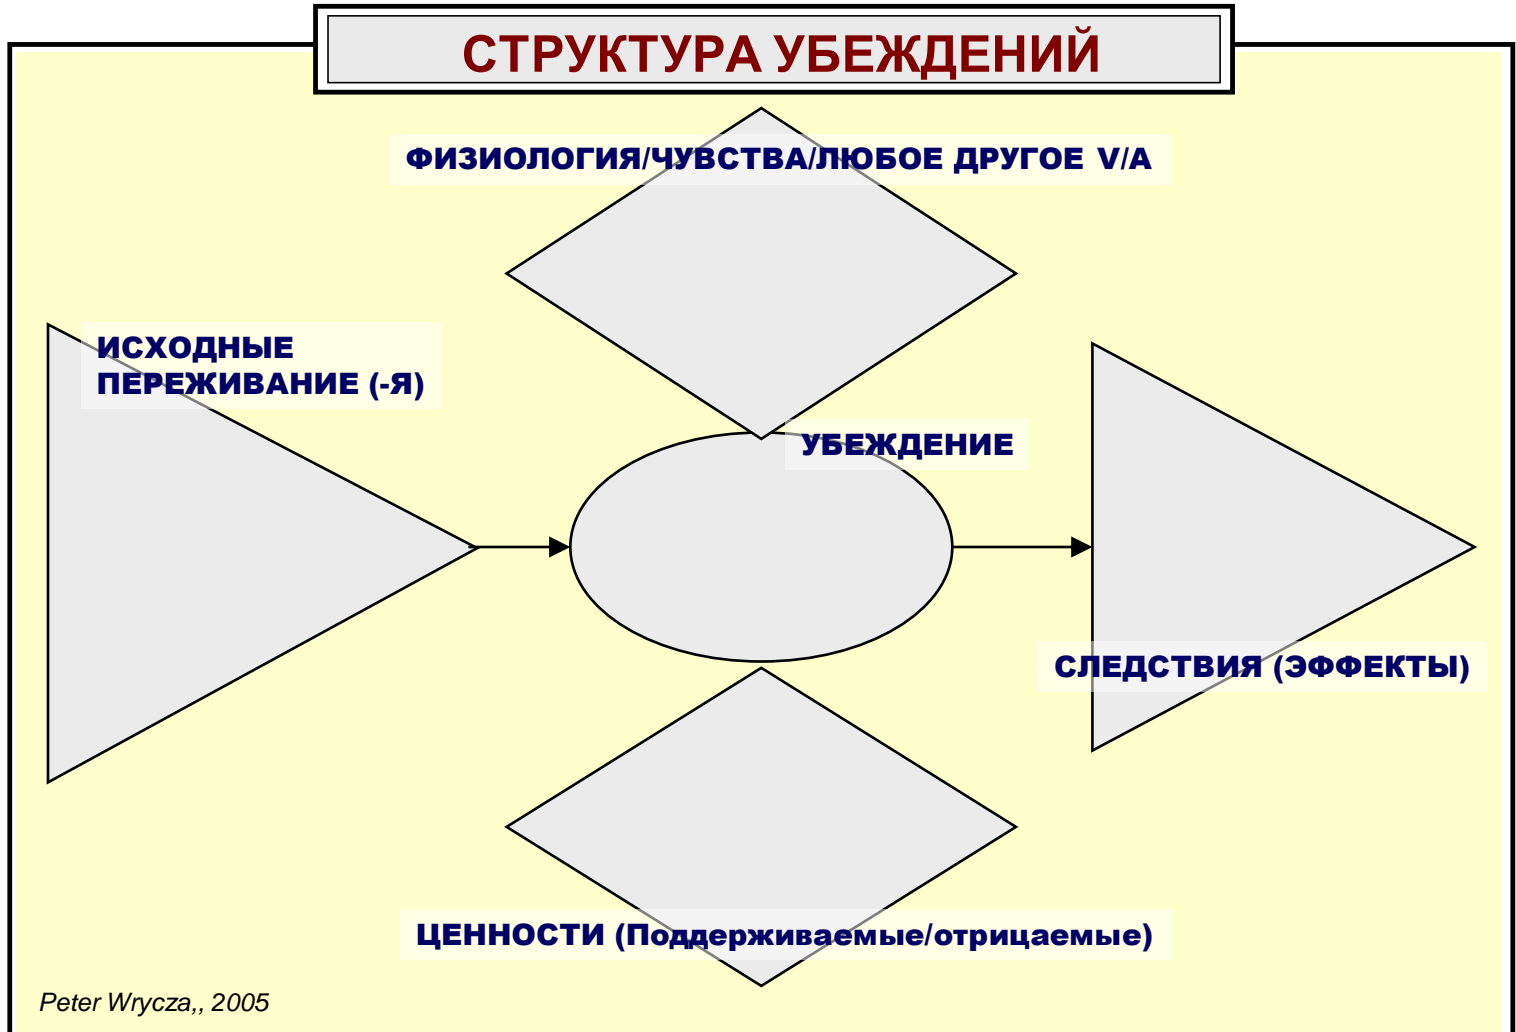 СТРУКТУРА УБЕЖДЕНИЙ
ФИЗИОЛОГИЯ/ЧУВСТВА/ЛЮБОЕ ДРУГОЕ V/A
ИСХОДНЫЕ
ПЕРЕЖИВАНИЕ (-Я)
УБЕЖДЕНИЕ
СЛЕДСТВИЯ (ЭФФЕКТЫ)
ЦЕННОСТИ (Поддерживаемые/отрицаемые)
Peter Wrycza,, 2005